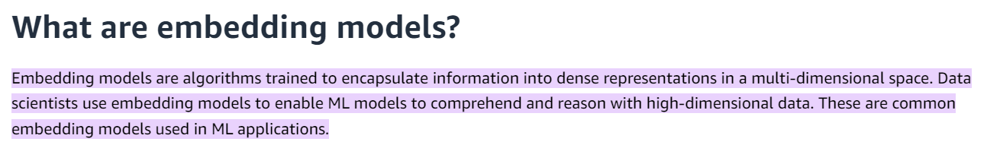 What are embedding models?
Embedding models are algorithms trained to encapsulate information into dense representations in a multi-dimensional space. Data
scientists use embedding models to enable ML models to comprehend and reason with high-dimensional data. These are common
embedding models used in ML applications.